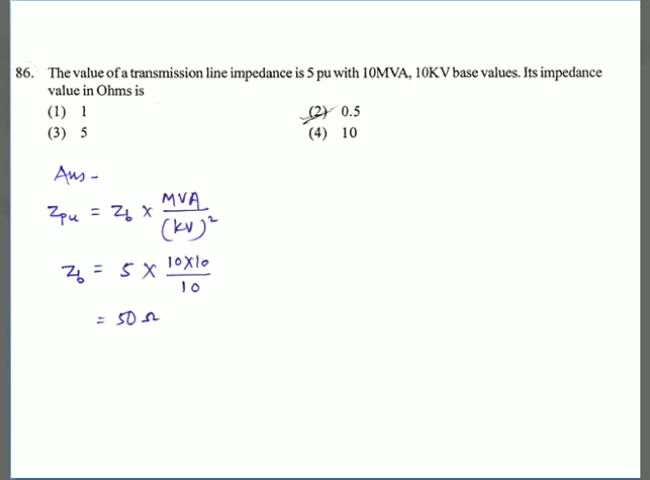 86. The value of a transmission line impedance is 5 pu with 10MVA, 10KV base values. Its impedance
value in Ohms is
(1) 1 (2) 0.5
(3) 5 (4) 10
Ans -
Zpu = Zb × MVA / (KV)²
Zb = 5 × 10×10 / 10
= 50 Ω